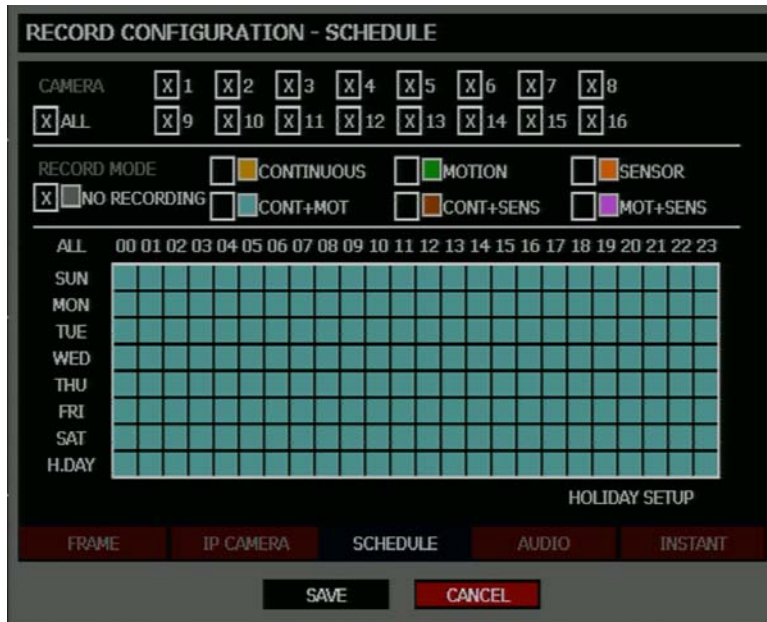 RECORD CONFIGURATION - SCHEDULE
CAMERA X 1 X 2 X 3 X 4 X 5 X 6 X 7 X 8
X ALL X 9 X 10 X 11 X 12 X 13 X 14 X 15 X 16
RECORD MODE CONTINUOUS MOTION SENSOR
X NO RECORDING CONT+MOT CONT+SENS MOT+SENS
ALL 00 01 02 03 04 05 06 07 08 09 10 11 12 13 14 15 16 17 18 19 20 21 22 23
SUN
MON
TUE
WED
THU
FRI
SAT
H.DAY
HOLIDAY SETUP
FRAME IP CAMERA SCHEDULE AUDIO INSTANT
SAVE CANCEL